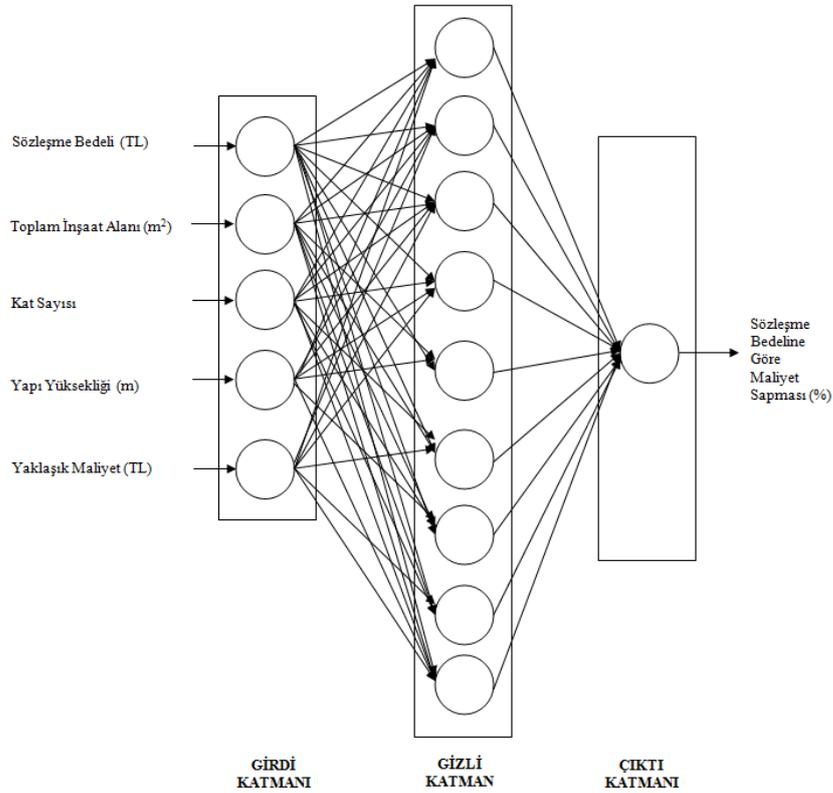 Sözleşme Bedeli (TL)
Toplam İnşaat Alanı (m²)
Kat Sayısı
Yapı Yüksekliği (m)
Yaklaşık Maliyet (TL)
Sözleşme
Bedeline
Göre
Maliyet
Sapması (%)
GİRDİ
KATMANI
GİZLİ
KATMAN
ÇIKTI
KATMANI